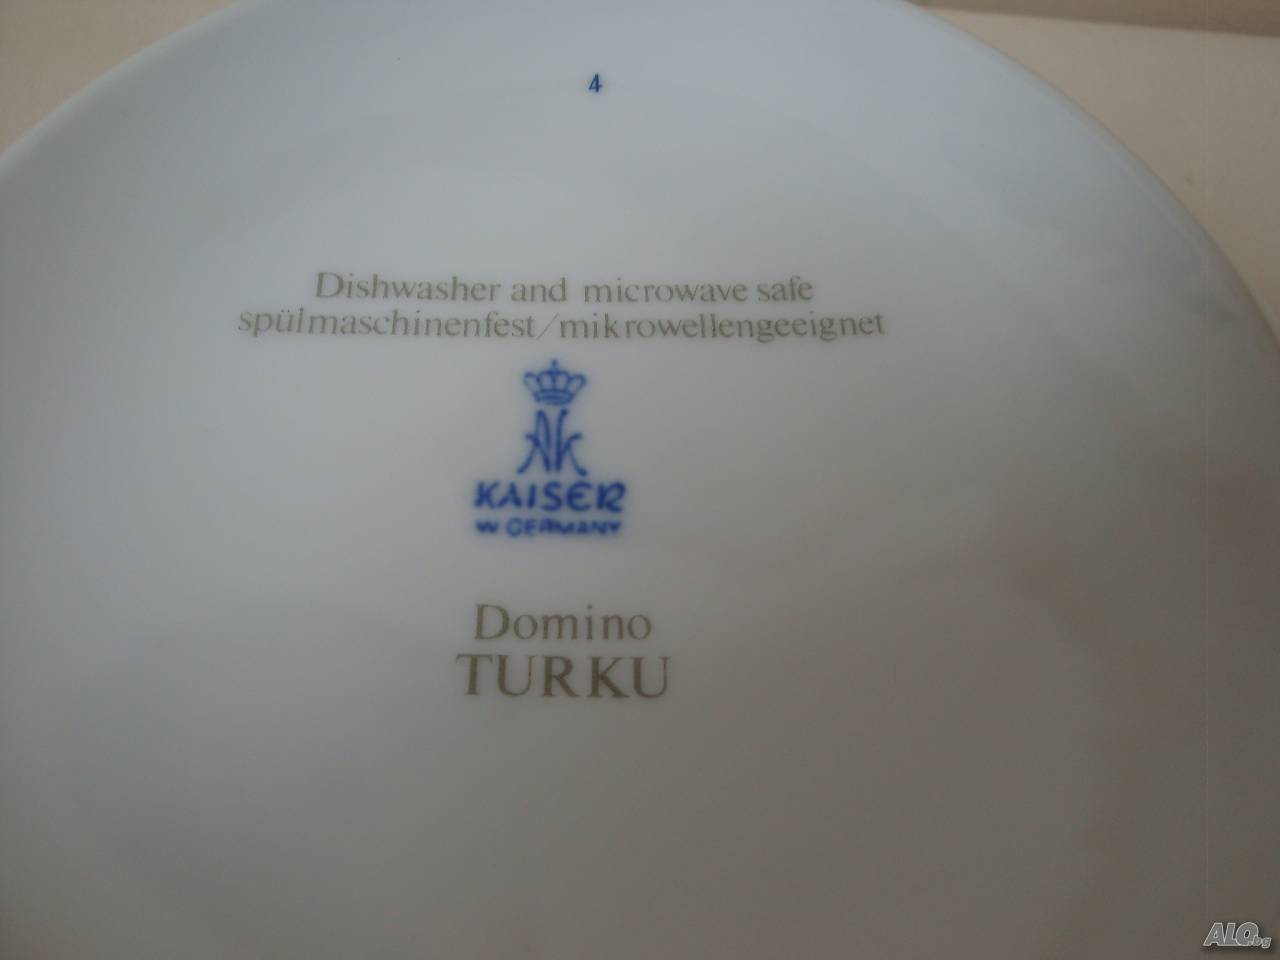 4
Dishwasher and microwave safe
spülmaschinenfest/mikrowellengeeignet
AK
KAISER
W GERMANY
Domino
TURKU
ALO.bg